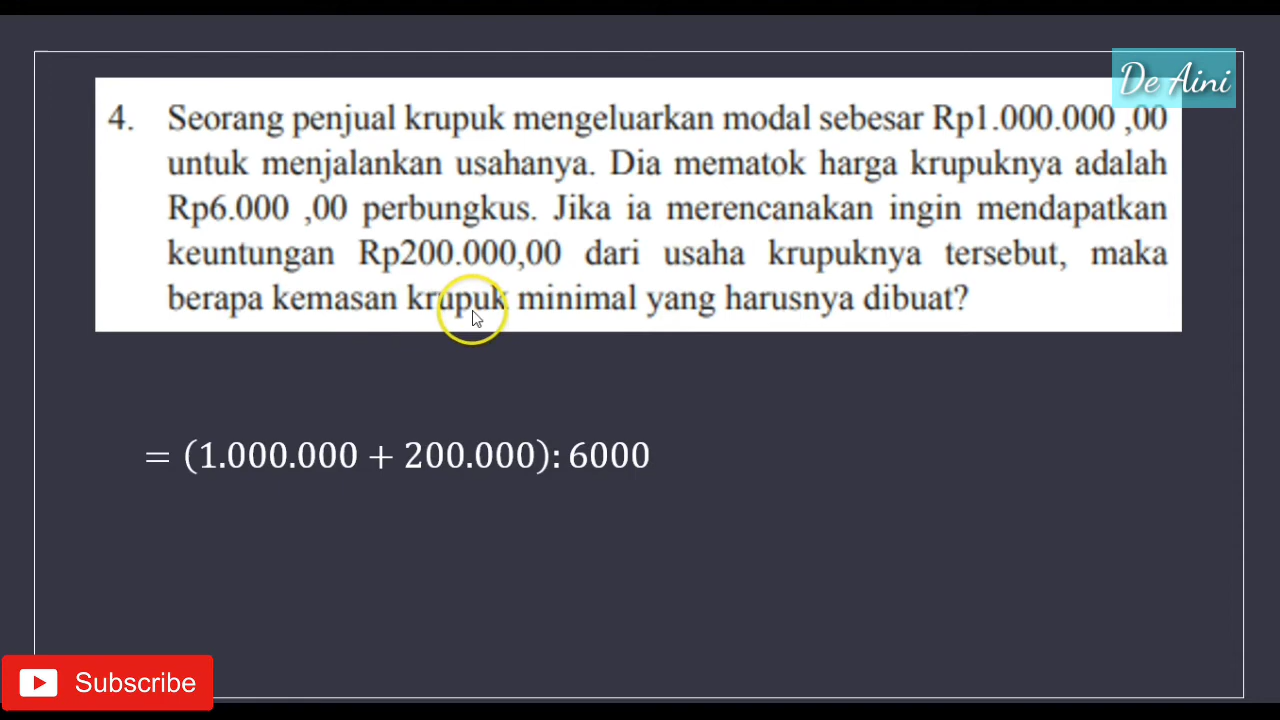 De Aini
4. Seorang penjual krupuk mengeluarkan modal sebesar Rp1.000.000 ,00
untuk menjalankan usahanya. Dia mematok harga krupuknya adalah
Rp6.000 ,00 perbungkus. Jika ia merencanakan ingin mendapatkan
keuntungan Rp200.000,00 dari usaha krupuknya tersebut, maka
berapa kemasan krupuk minimal yang harusnya dibuat?
= (1.000.000 + 200.000): 6000
Subscribe